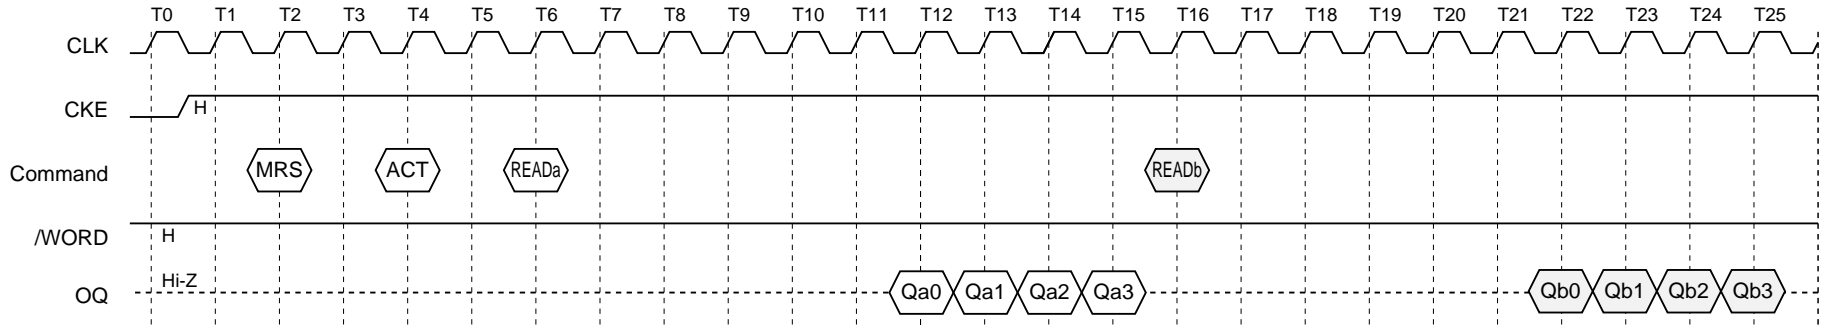 T0 T1 T2 T3 T4 T5 T6 T7 T8 T9 T10 T11 T12 T13 T14 T15 T16 T17 T18 T19 T20 T21 T22 T23 T24 T25
CLK
CKE H
Command MRS ACT READa READb
/WORD H
OQ Hi-Z Qa0 Qa1 Qa2 Qa3 Qb0 Qb1 Qb2 Qb3